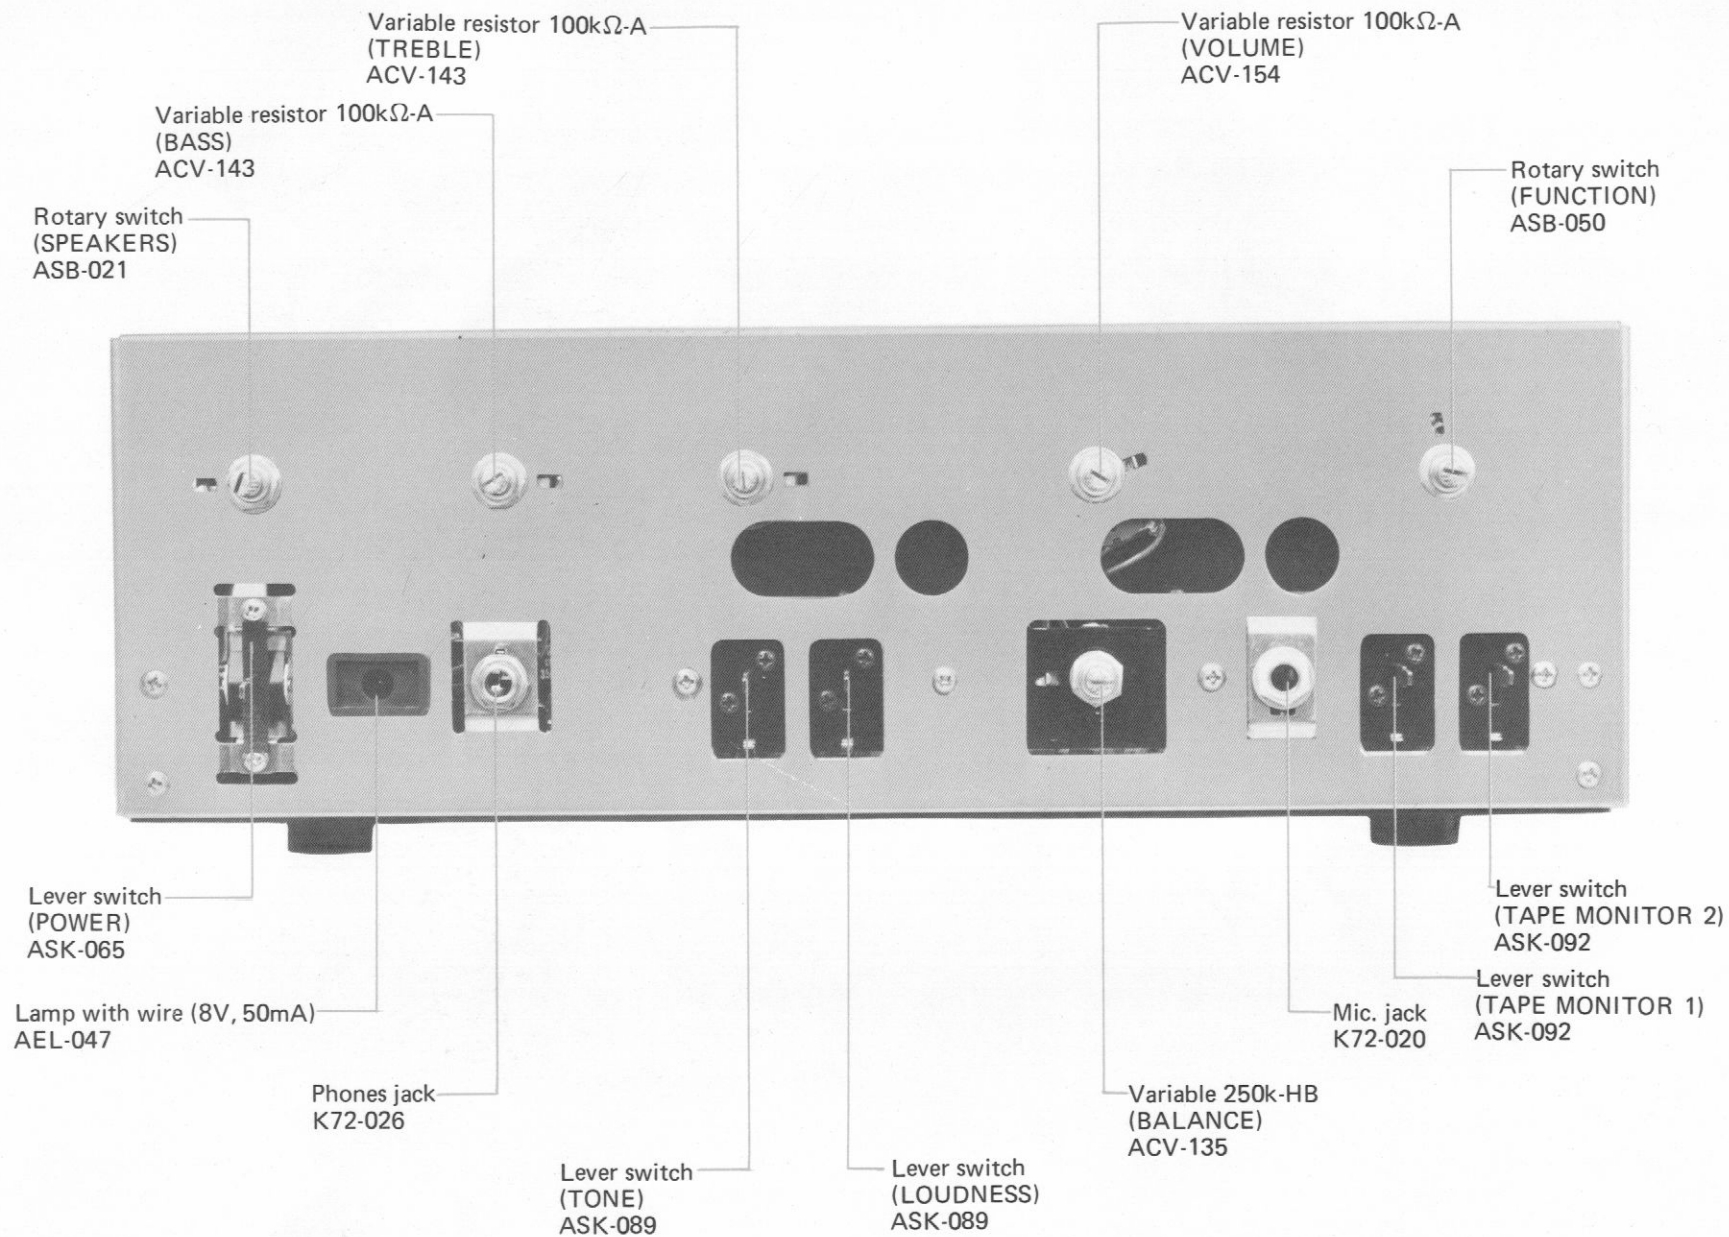 Variable resistor 100kΩ-A
(TREBLE)
ACV-143
Variable resistor 100kΩ-A
(VOLUME)
ACV-154
Variable resistor 100kΩ-A
(BASS)
ACV-143
Rotary switch
(FUNCTION)
ASB-050
Rotary switch
(SPEAKERS)
ASB-021
Lever switch
(POWER)
ASK-065
Lever switch
(TAPE MONITOR 2)
ASK-092
Lever switch
(TAPE MONITOR 1)
ASK-092
Lamp with wire (8V, 50mA)
AEL-047
Mic. jack
K72-020
Phones jack
K72-026
Variable 250k-HB
(BALANCE)
ACV-135
Lever switch
(TONE)
ASK-089
Lever switch
(LOUDNESS)
ASK-089